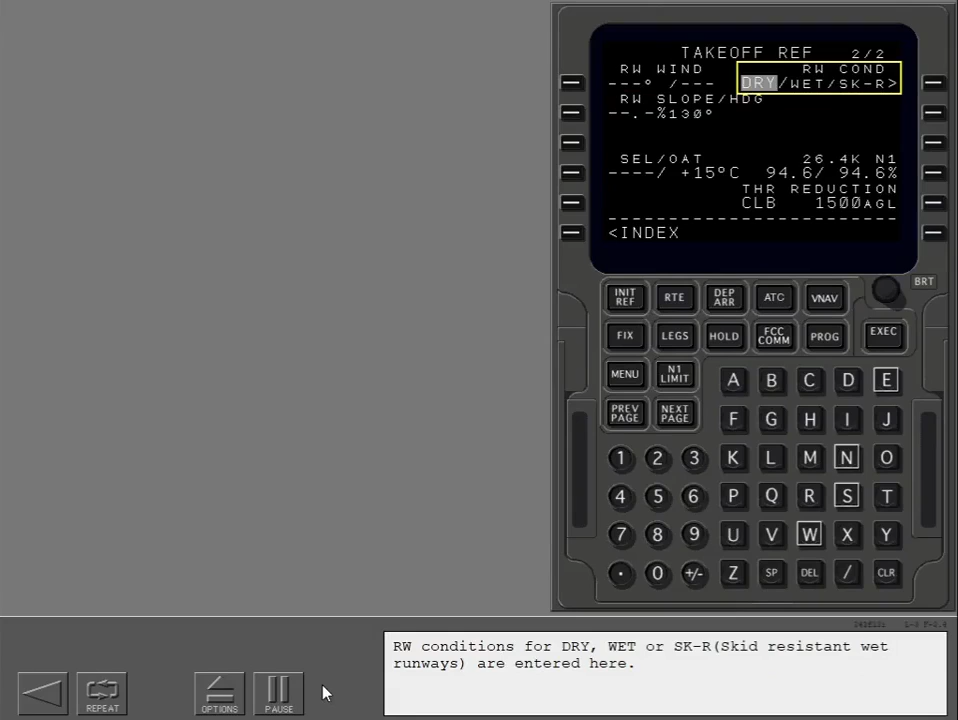 TAKEOFF REF 2/2
RW WIND RW COND
---° /--- DRY/WET/SK-R>
RW SLOPE/HDG
--.-%130°
SEL/OAT 26.4K N1
----/ +15°C 94.6/ 94.6%
THR REDUCTION
CLB 1500AGL
<INDEX
BRT
INIT REF RTE DEP ARR ATC VNAV
FIX LEGS HOLD FCC COMM PROG EXEC
MENU N1 LIMIT
PREV PAGE NEXT PAGE
A B C D E
F G H I J
1 2 3 K L M N O
4 5 6 P Q R S T
7 8 9 U V W X Y
. 0 +/- Z SP DEL / CLR
RW conditions for DRY, WET or SK-R(Skid resistant wet
runways) are entered here.
REPEAT OPTIONS PAUSE